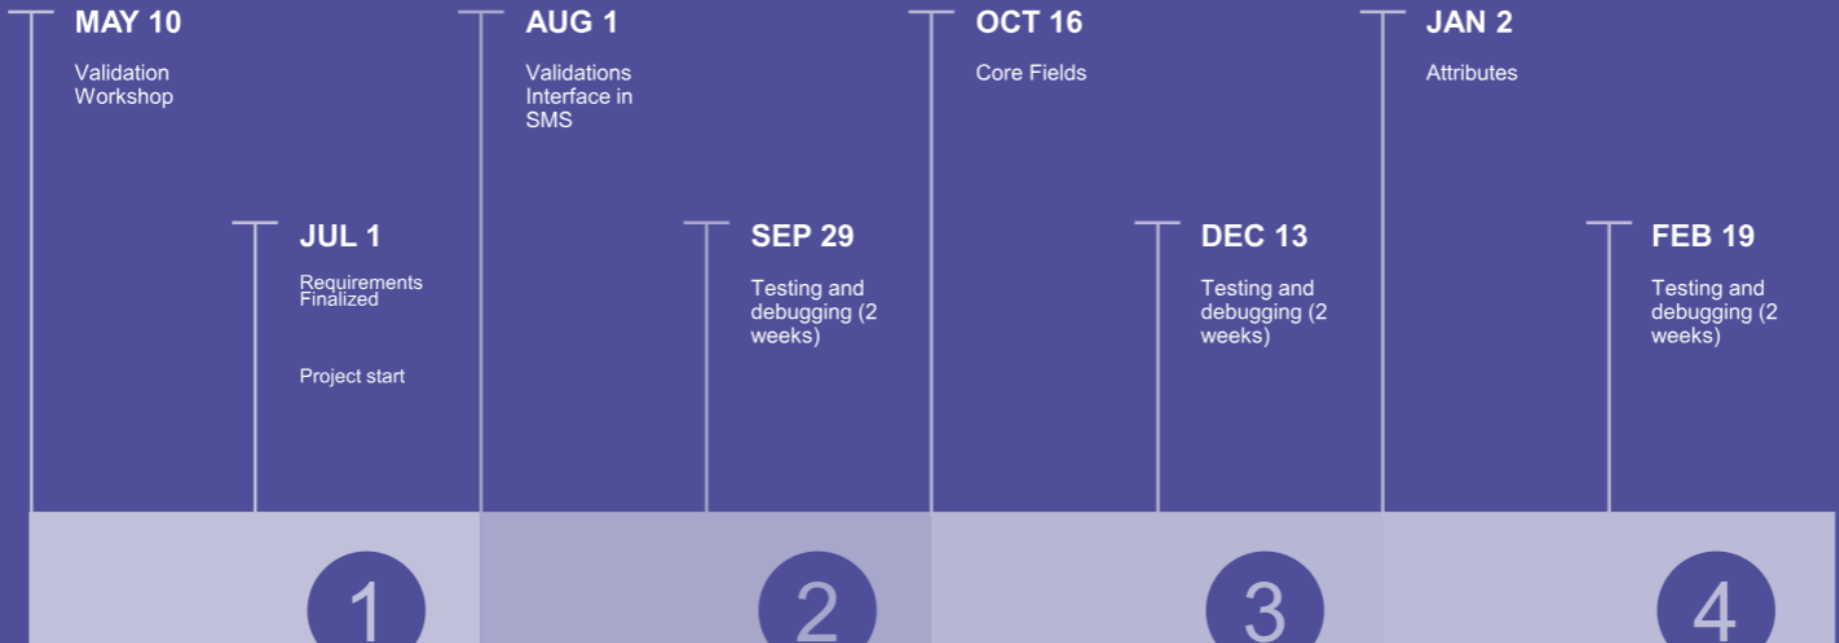 MAY 10
Validation
Workshop
JUL 1
Requirements
Finalized
Project start
AUG 1
Validations
Interface in
SMS
SEP 29
Testing and
debugging (2
weeks)
OCT 16
Core Fields
DEC 13
Testing and
debugging (2
weeks)
JAN 2
Attributes
FEB 19
Testing and
debugging (2
weeks)
1
2
3
4